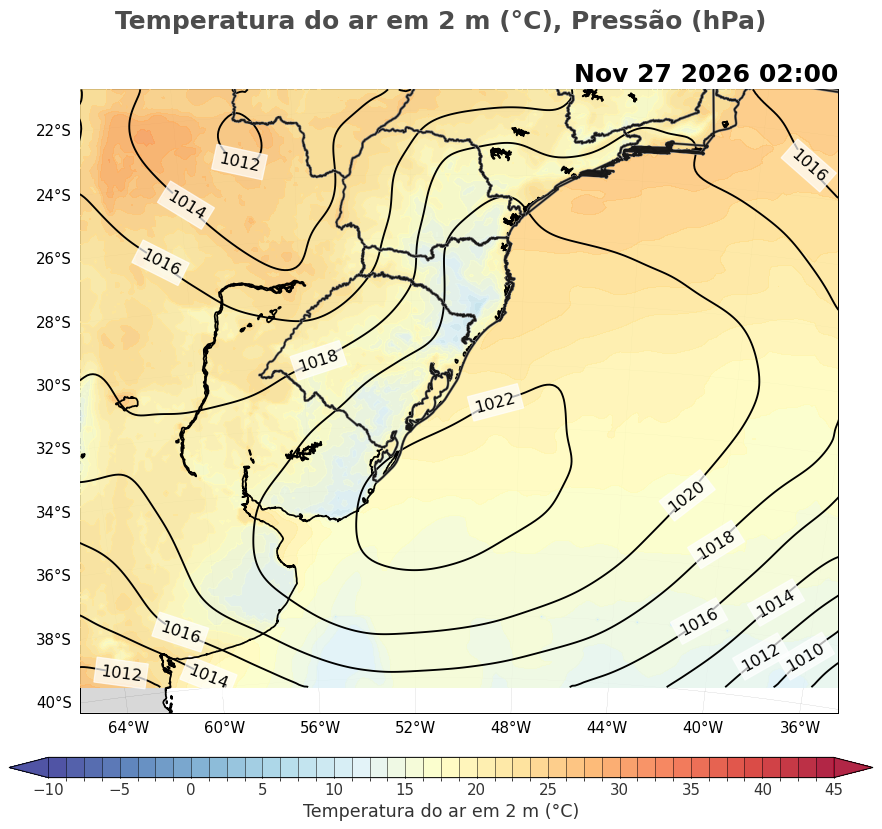 Temperatura do ar em 2 m (°C), Pressão (hPa)
Nov 27 2026 02:00
22°S
24°S
26°S
28°S
30°S
32°S
34°S
36°S
38°S
40°S
1012
1016
1014
1016
1018
1022
1020
1018
1014
1016
1016
1012
1010
1014
1012
64°W 60°W 56°W 52°W 48°W 44°W 40°W 36°W
−10 −5 0 5 10 15 20 25 30 35 40 45
Temperatura do ar em 2 m (°C)